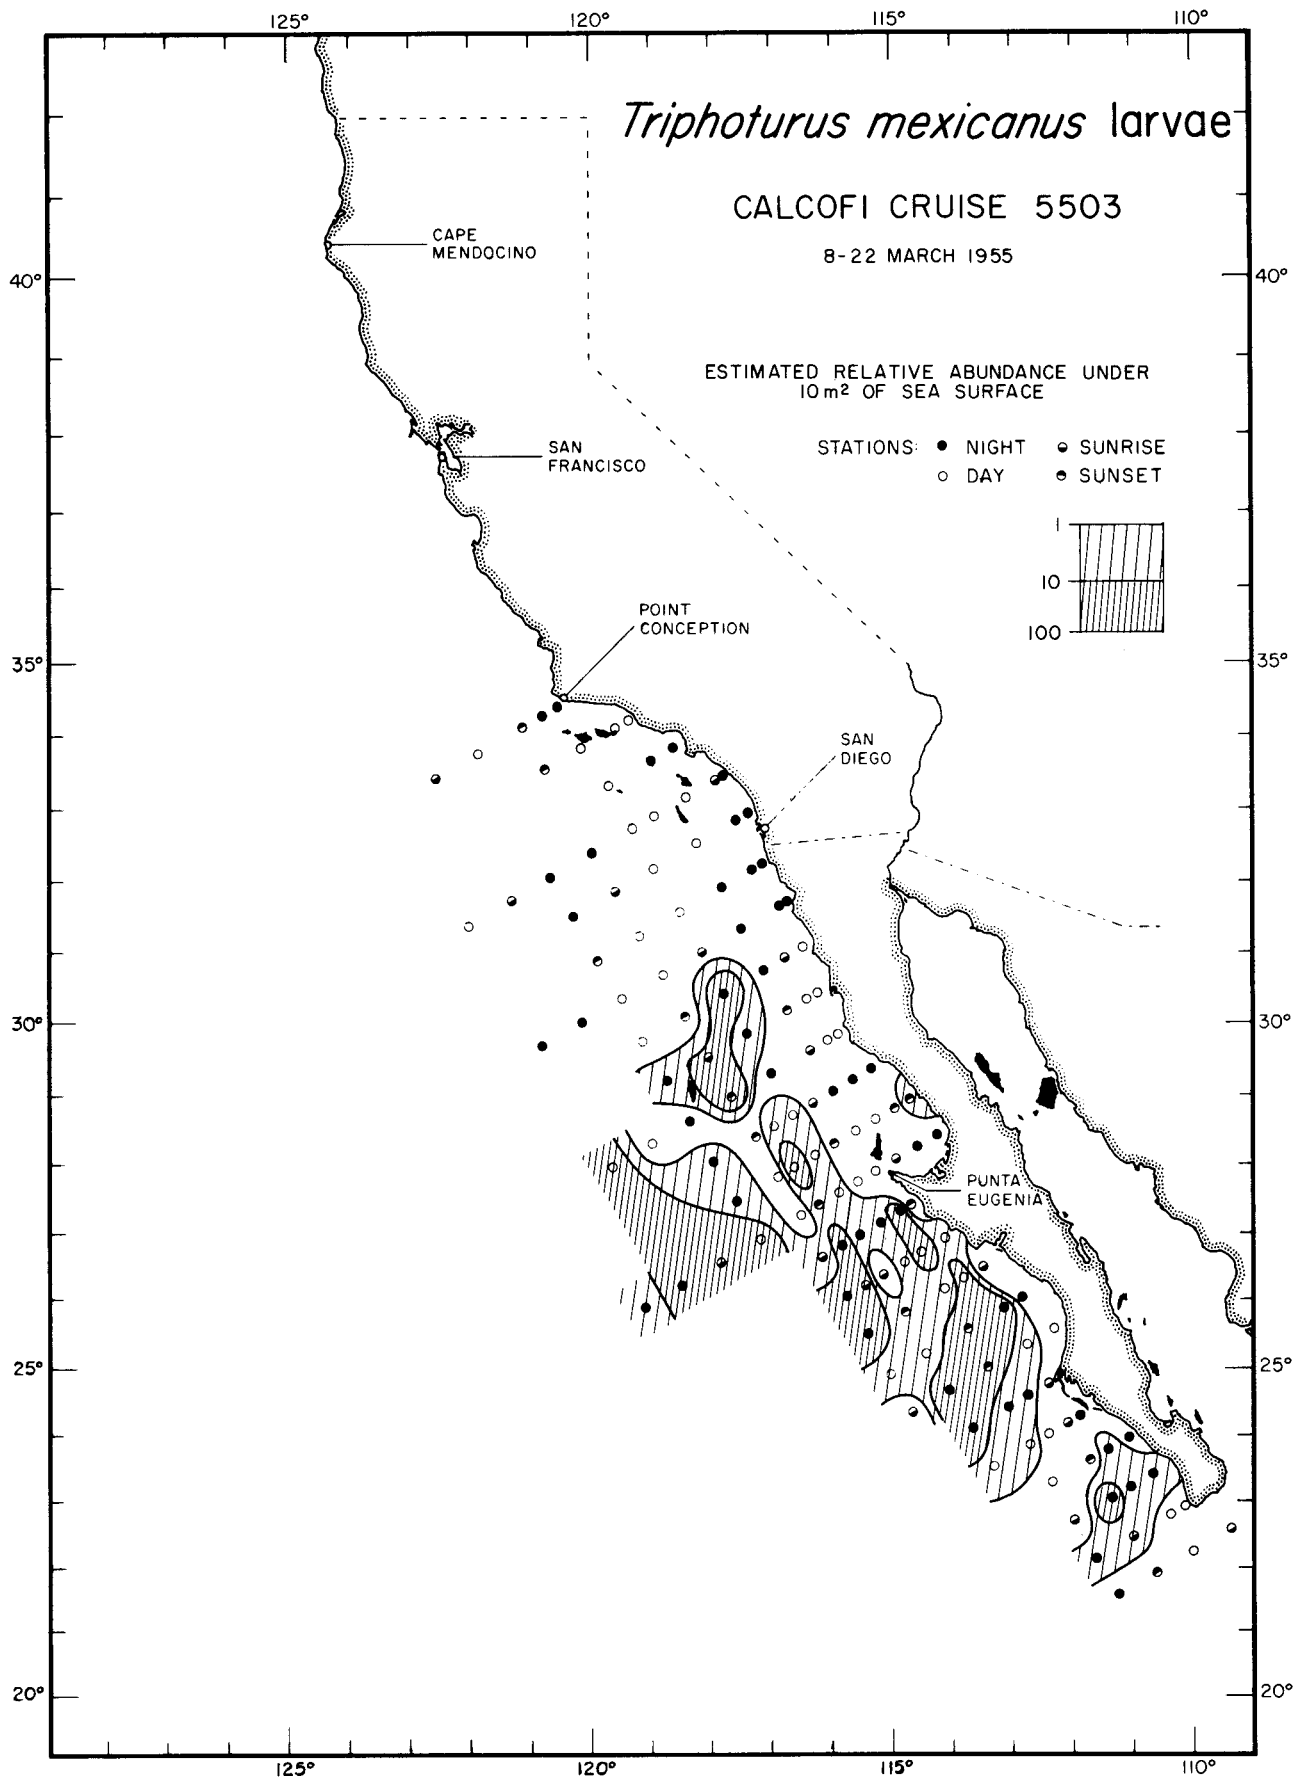 125° 120° 115° 110°
Triphoturus mexicanus larvae
CALCOFI CRUISE 5503
8-22 MARCH 1955
CAPE
MENDOCINO
40° 40°
ESTIMATED RELATIVE ABUNDANCE UNDER
10 m² OF SEA SURFACE
STATIONS: NIGHT SUNRISE
DAY SUNSET
SAN
FRANCISCO
1
10
100
POINT
CONCEPTION
35° 35°
SAN
DIEGO
30° 30°
PUNTA
EUGENIA
25° 25°
20° 20°
125° 120° 115° 110°